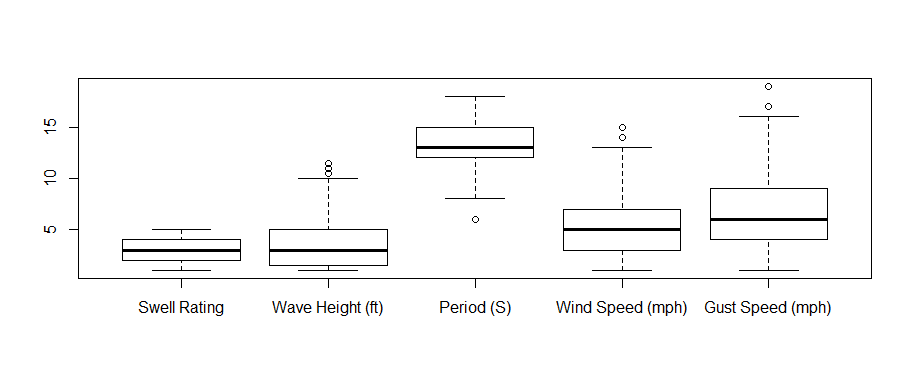 15
10
5
Swell Rating
Wave Height (ft)
Period (S)
Wind Speed (mph)
Gust Speed (mph)